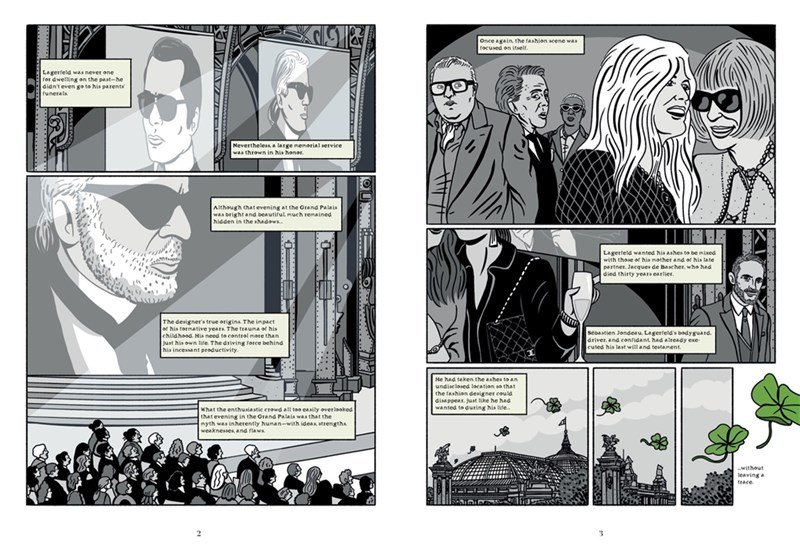 Lagerfeld was never one
for dwelling on the past—he
didn't even go to his parents'
funerals.
Nevertheless, a large memorial service
was thrown in his honor.
Although that evening at the Grand Palais
was bright and beautiful, much remained
hidden in the shadows...
The designer's true origins. The impact
of his formative years. The trauma of his
childhood. His need to control more than
just his own life. The driving force behind
his incessant productivity.
What the enthusiastic crowd all too easily overlooked
that evening in the Grand Palais was that the
myth was inherently human—with ideas, strengths,
weaknesses, and flaws.
2
Once again, the fashion scene was
focused on itself.
Lagerfeld wanted his ashes to be mixed
with those of his mother and of his late
partner, Jacques de Bascher, who had
died thirty years earlier.
Sébastien Jondeau, Lagerfeld's bodyguard,
driver, and confidant, had already exe-
cuted his last will and testament.
He had taken the ashes to an
undisclosed location so that
the fashion designer could
disappear, just like he had
wanted to during his life...
...without
leaving a
trace.
3